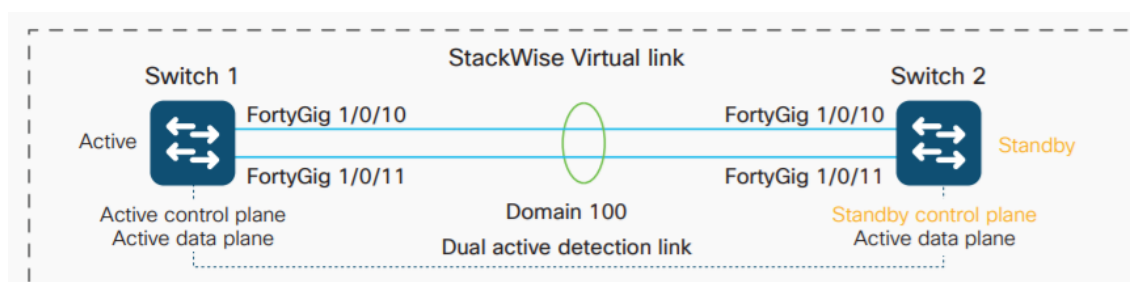 StackWise Virtual link
Switch 1
Switch 2
FortyGig 1/0/10
FortyGig 1/0/10
Active
Standby
FortyGig 1/0/11
FortyGig 1/0/11
Active control plane
Active data plane
Domain 100
Standby control plane
Active data plane
Dual active detection link